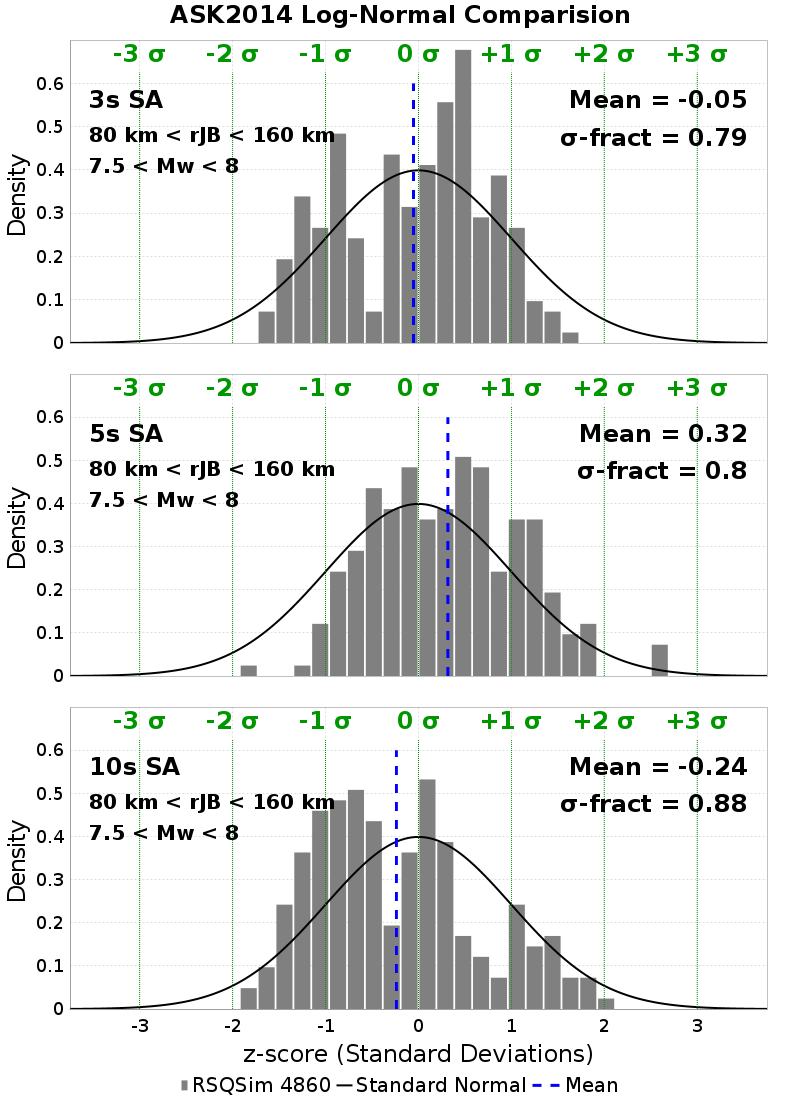 ASK2014 Log-Normal Comparision
-3 σ -2 σ -1 σ 0 σ +1 σ +2 σ +3 σ
3s SA
80 km < rJB < 160 km
7.5 < Mw < 8
Mean = -0.05
σ-fract = 0.79
Density
0.6
0.5
0.4
0.3
0.2
0.1
0
-3 σ -2 σ -1 σ 0 σ +1 σ +2 σ +3 σ
5s SA
80 km < rJB < 160 km
7.5 < Mw < 8
Mean = 0.32
σ-fract = 0.8
Density
0.6
0.5
0.4
0.3
0.2
0.1
0
-3 σ -2 σ -1 σ 0 σ +1 σ +2 σ +3 σ
10s SA
80 km < rJB < 160 km
7.5 < Mw < 8
Mean = -0.24
σ-fract = 0.88
Density
0.6
0.5
0.4
0.3
0.2
0.1
0
-3 -2 -1 0 1 2 3
z-score (Standard Deviations)
RSQSim 4860 Standard Normal Mean